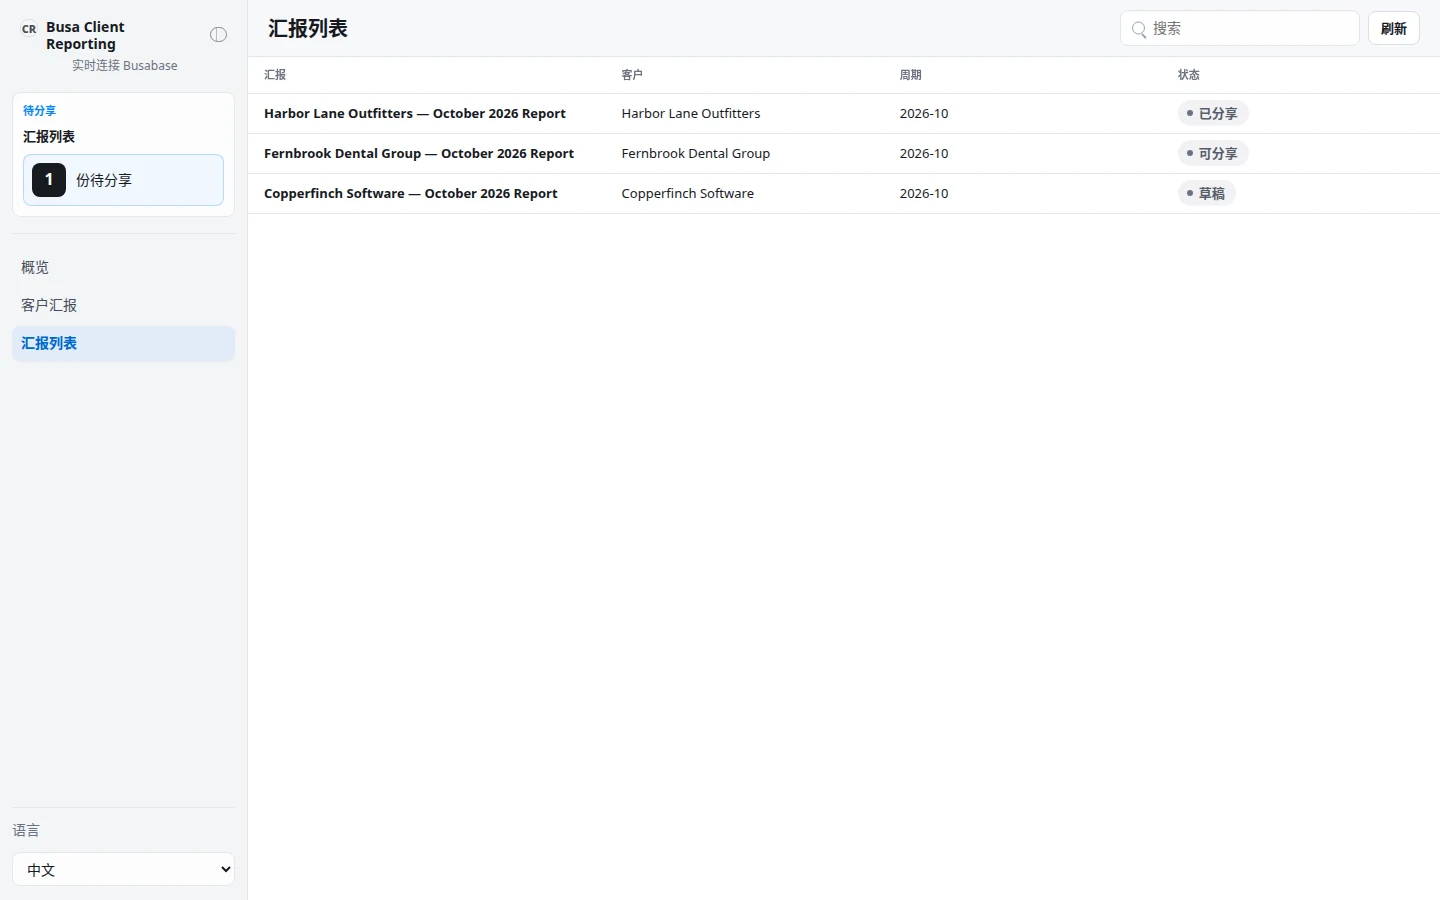 CR
Busa Client Reporting
实时连接 Busabase
待分享
汇报列表
1 份待分享
概览
客户汇报
汇报列表
语言
中文
汇报列表
搜索
刷新
汇报 客户 周期 状态
Harbor Lane Outfitters — October 2026 Report Harbor Lane Outfitters 2026-10 已分享
Fernbrook Dental Group — October 2026 Report Fernbrook Dental Group 2026-10 可分享
Copperfinch Software — October 2026 Report Copperfinch Software 2026-10 草稿